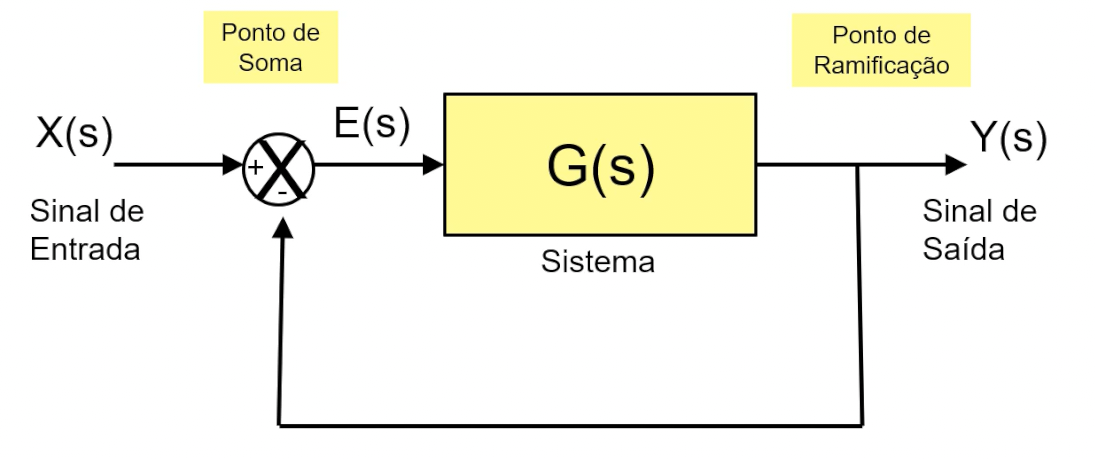 Ponto de
Soma
Ponto de
Ramificação
X(s)
E(s)
Y(s)
+
-
G(s)
Sinal de
Entrada
Sistema
Sinal de
Saída